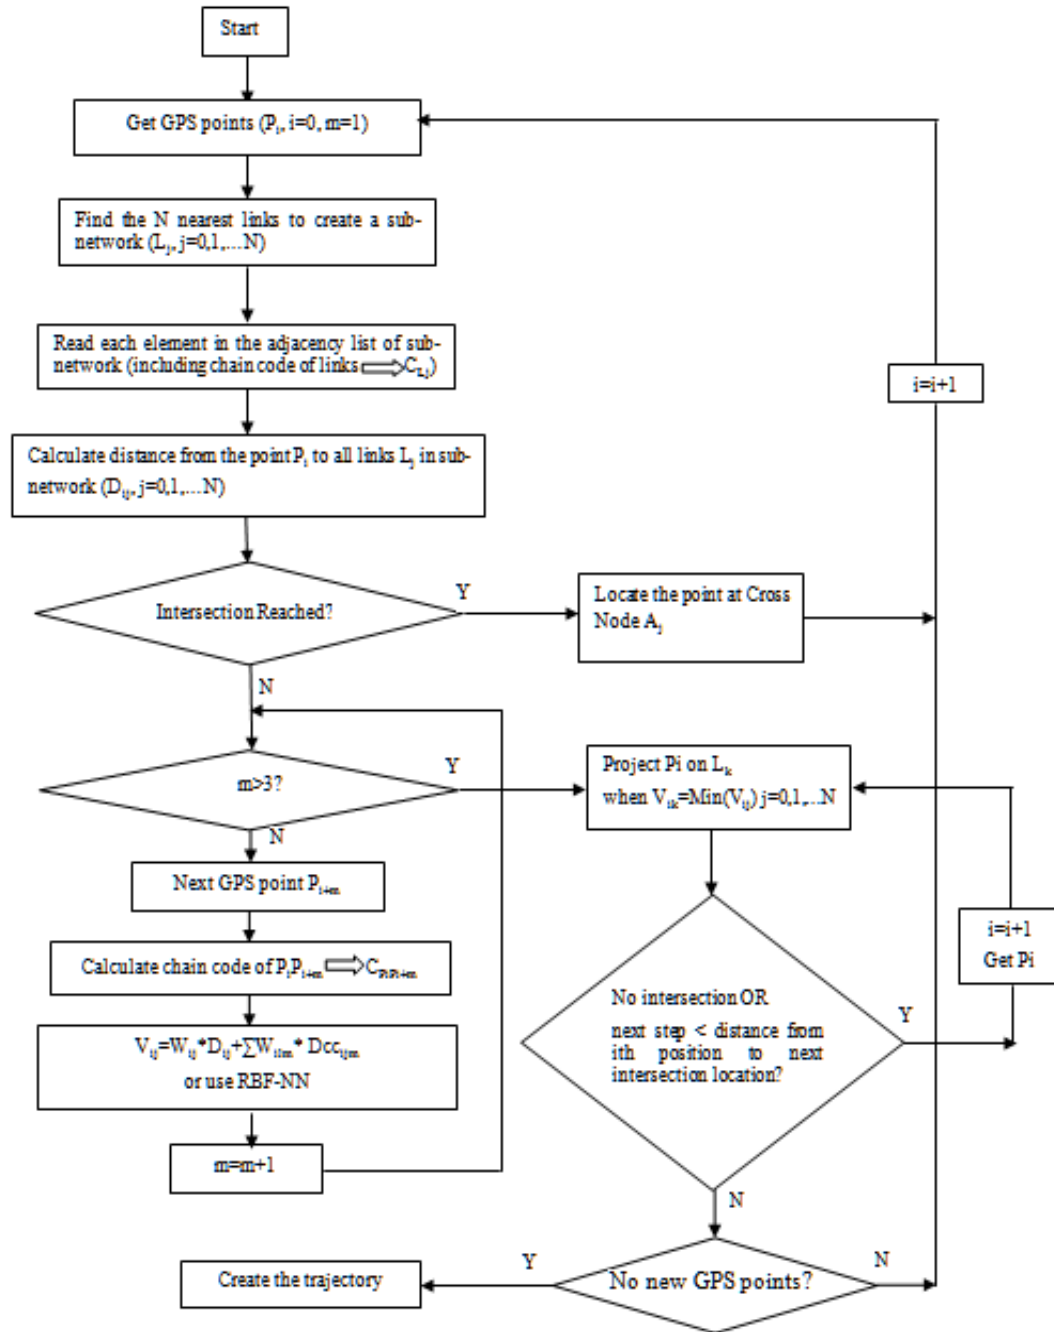 Start
Get GPS points (Pi, i=0, m=1)
Find the N nearest links to create a sub-
network (Lj, j=0,1,...N)
Read each element in the adjacency list of sub-
network (including chain code of links ⇒ CLj)
i=i+1
Calculate distance from the point Pi to all links Lj in sub-
network (Dij, j=0,1,...N)
Intersection Reached?
Y
Locate the point at Cross
Node Aj
N
m>3?
Y
Project Pi on Lk
when Vik=Min(Vij) j=0,1,...N
N
Next GPS point Pi+m
Calculate chain code of PiPi+m ⇒ CPiPi+m
i=i+1
Get Pi
No intersection OR
next step < distance from
ith position to next
intersection location?
Y
Vij=Wij*Dij+∑Wijm* Dccijm
or use RBF-NN
m=m+1
N
Create the trajectory
Y
No new GPS points?
N